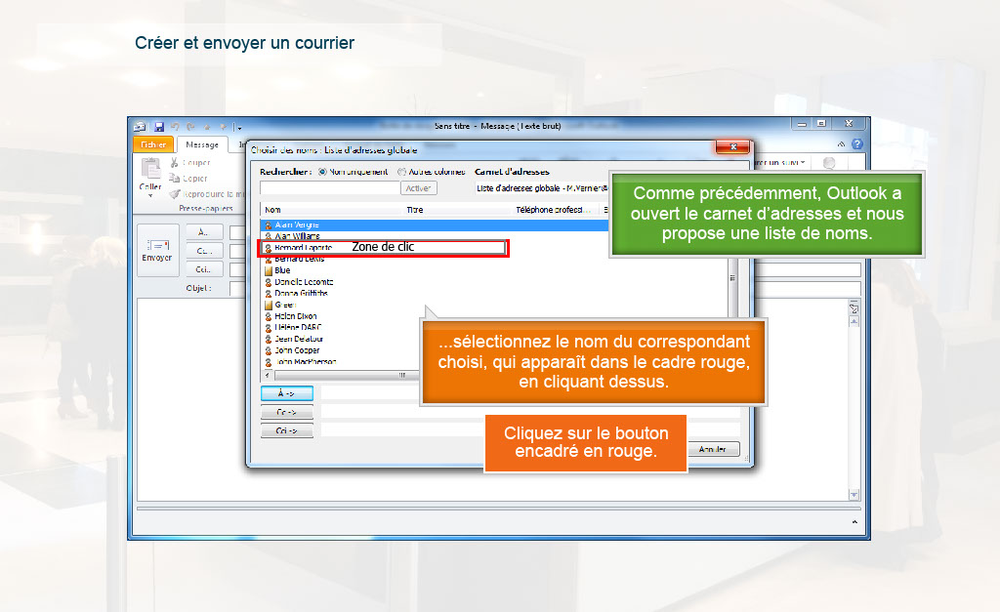 Créer et envoyer un courrier
Sans titre - Message (Texte brut)
Fichier
Message
Couper
Copier
Coller
Reproduire la mi
Presse-papiers
Envoyer
À..
Cc...
Cci...
Objet :
Choisir des noms : Liste d'adresses globale
Rechercher : Nom uniquement Autres colonnes Carnet d'adresses
Activer
Liste d'adresses globale - M.Vernier@
Nom Titre Téléphone professi...
Alain Vergne
Alan Williams
Bernard Laporte Zone de clic
Bernard Lewis
Blue
Danielle Lecomte
Donna Griffiths
Green
Helen Dixon
Hélène DARC
Jean Delatour
John Cooper
John MacPherson
À ->
Cc ->
Cci ->
Annuler
Comme précédemment, Outlook a
ouvert le carnet d'adresses et nous
propose une liste de noms.
...sélectionnez le nom du correspondant
choisi, qui apparaît dans le cadre rouge,
en cliquant dessus.
Cliquez sur le bouton
encadré en rouge.